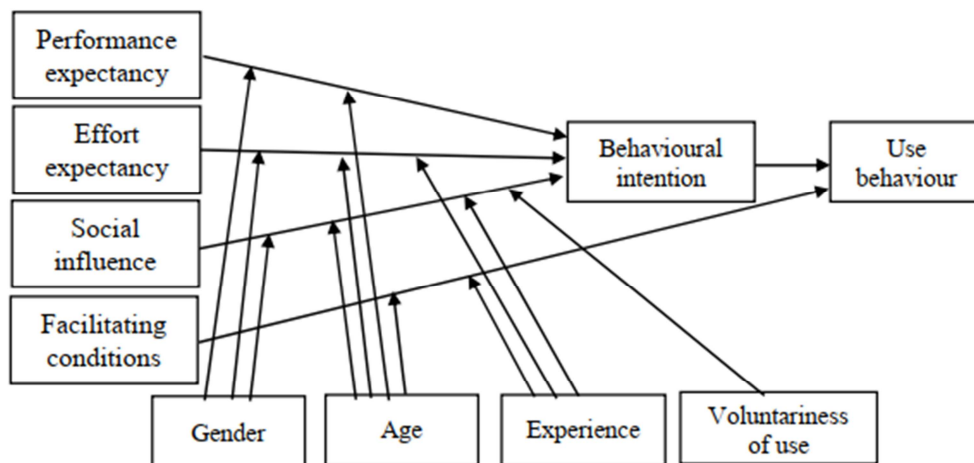 Performance
expectancy
Effort
expectancy
Social
influence
Facilitating
conditions
Behavioural
intention
Use
behaviour
Gender
Age
Experience
Voluntariness
of use